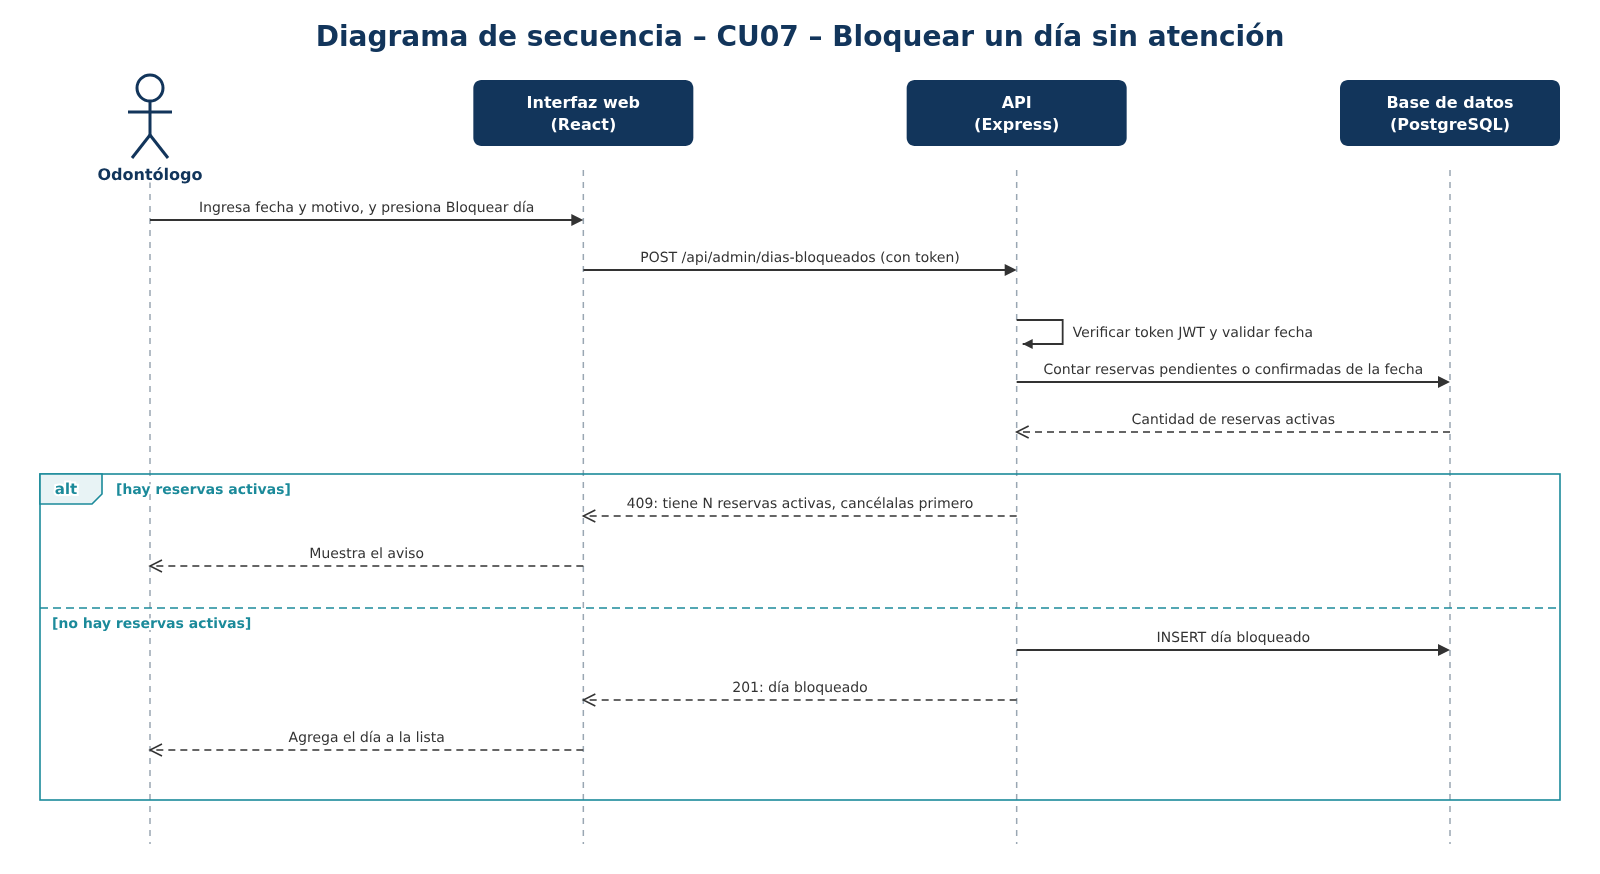 Diagrama de secuencia – CU07 – Bloquear un día sin atención
Odontólogo
Interfaz web
(React)
API
(Express)
Base de datos
(PostgreSQL)
Ingresa fecha y motivo, y presiona Bloquear día
POST /api/admin/dias-bloqueados (con token)
Verificar token JWT y validar fecha
Contar reservas pendientes o confirmadas de la fecha
Cantidad de reservas activas
alt [hay reservas activas]
409: tiene N reservas activas, cancélalas primero
Muestra el aviso
[no hay reservas activas]
INSERT día bloqueado
201: día bloqueado
Agrega el día a la lista